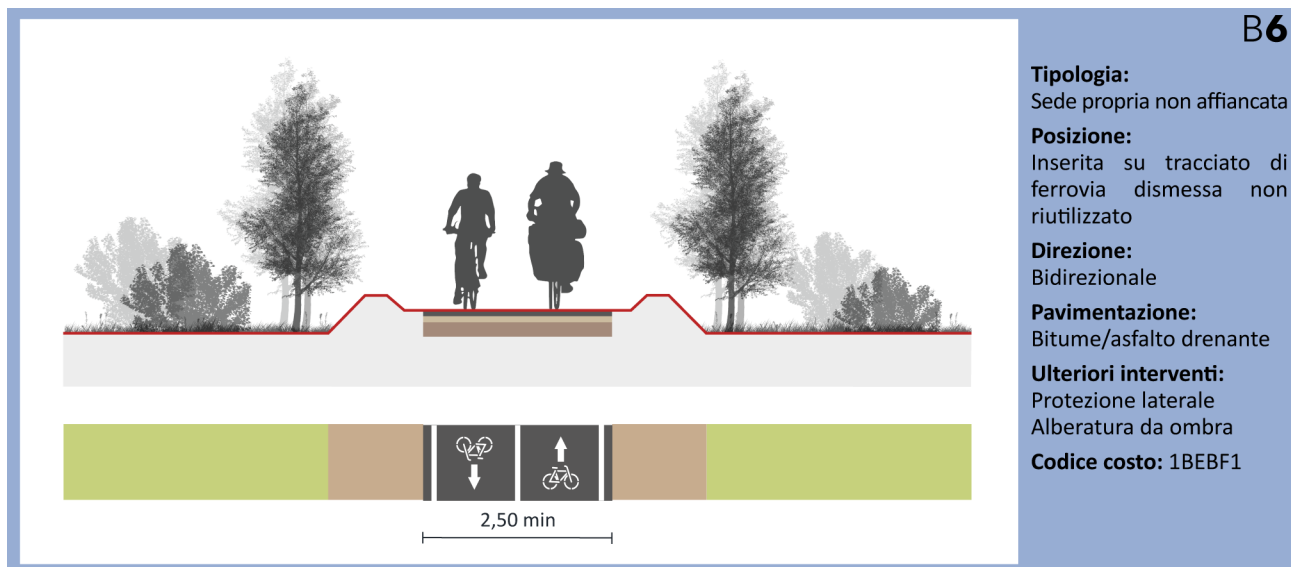 B6
Tipologia:
Sede propria non affiancata
Posizione:
Inserita su tracciato di
ferrovia dismessa non
riutilizzato
Direzione:
Bidirezionale
Pavimentazione:
Bitume/asfalto drenante
Ulteriori interventi:
Protezione laterale
Alberatura da ombra
Codice costo: 1BEBF1
2,50 min